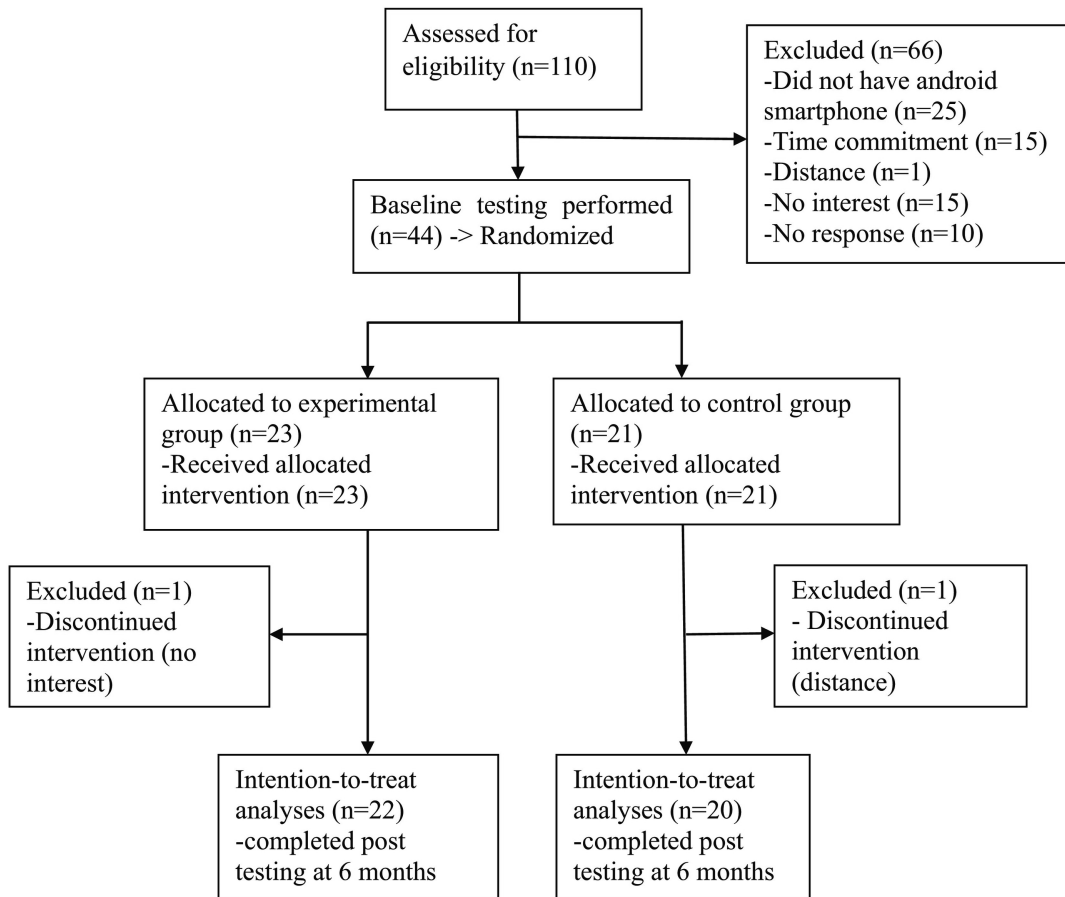 Assessed for
eligibility (n=110)
Excluded (n=66)
-Did not have android
smartphone (n=25)
-Time commitment (n=15)
-Distance (n=1)
-No interest (n=15)
-No response (n=10)
Baseline testing performed
(n=44) -> Randomized
Allocated to experimental
group (n=23)
-Received allocated
intervention (n=23)
Allocated to control group
(n=21)
-Received allocated
intervention (n=21)
Excluded (n=1)
-Discontinued
intervention (no
interest)
Excluded (n=1)
- Discontinued
intervention
(distance)
Intention-to-treat
analyses (n=22)
-completed post
testing at 6 months
Intention-to-treat
analyses (n=20)
-completed post
testing at 6 months